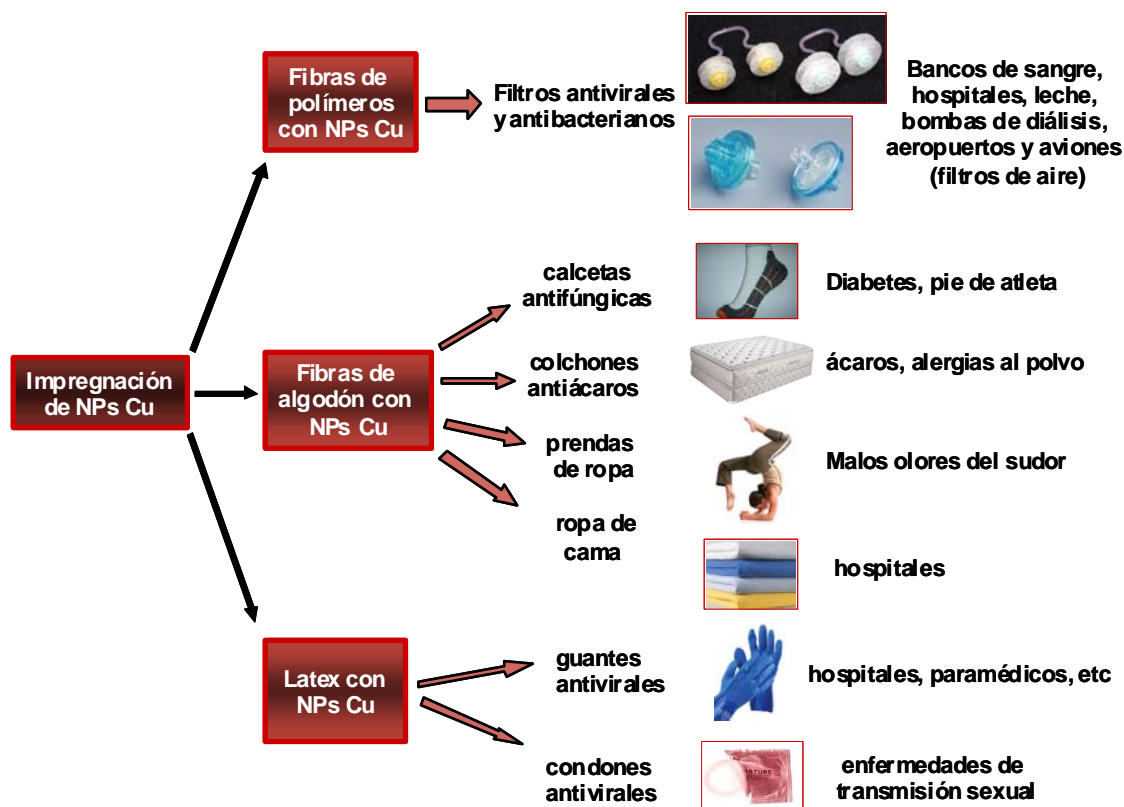 Fibras de
polímeros
con NPs Cu
Filtros antivirales
y antibacterianos
Bancos de sangre,
hospitales, leche,
bombas de diálisis,
aeropuertos y aviones
(filtros de aire)
Impregnación
de NPs Cu
Fibras de
algodón con
NPs Cu
calcetas
antifúngicas
Diabetes, pie de atleta
colchones
antiácaros
ácaros, alergias al polvo
prendas
de ropa
Malos olores del sudor
ropa de
cama
hospitales
Latex con
NPs Cu
guantes
antivirales
hospitales, paramédicos, etc
condones
antivirales
enfermedades de
transmisión sexual